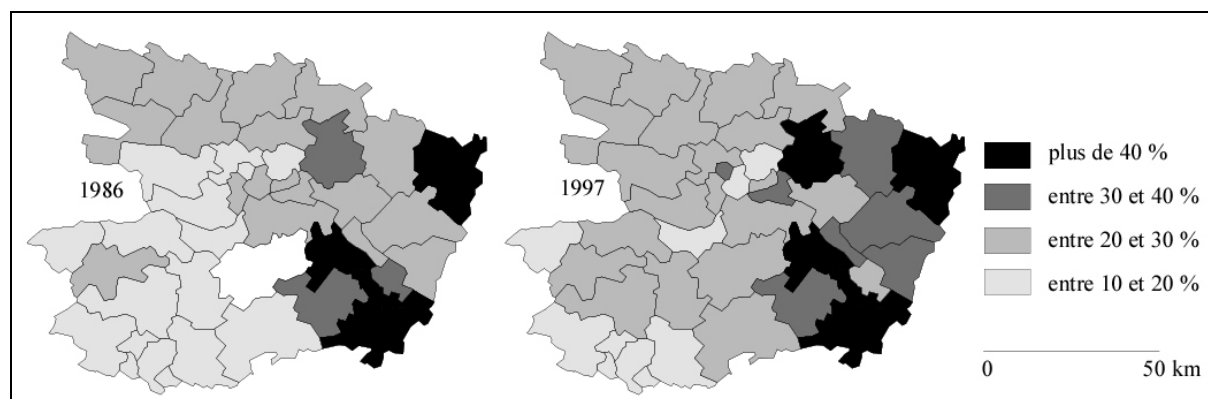 1986
1997
plus de 40 %
entre 30 et 40 %
entre 20 et 30 %
entre 10 et 20 %
0 50 km